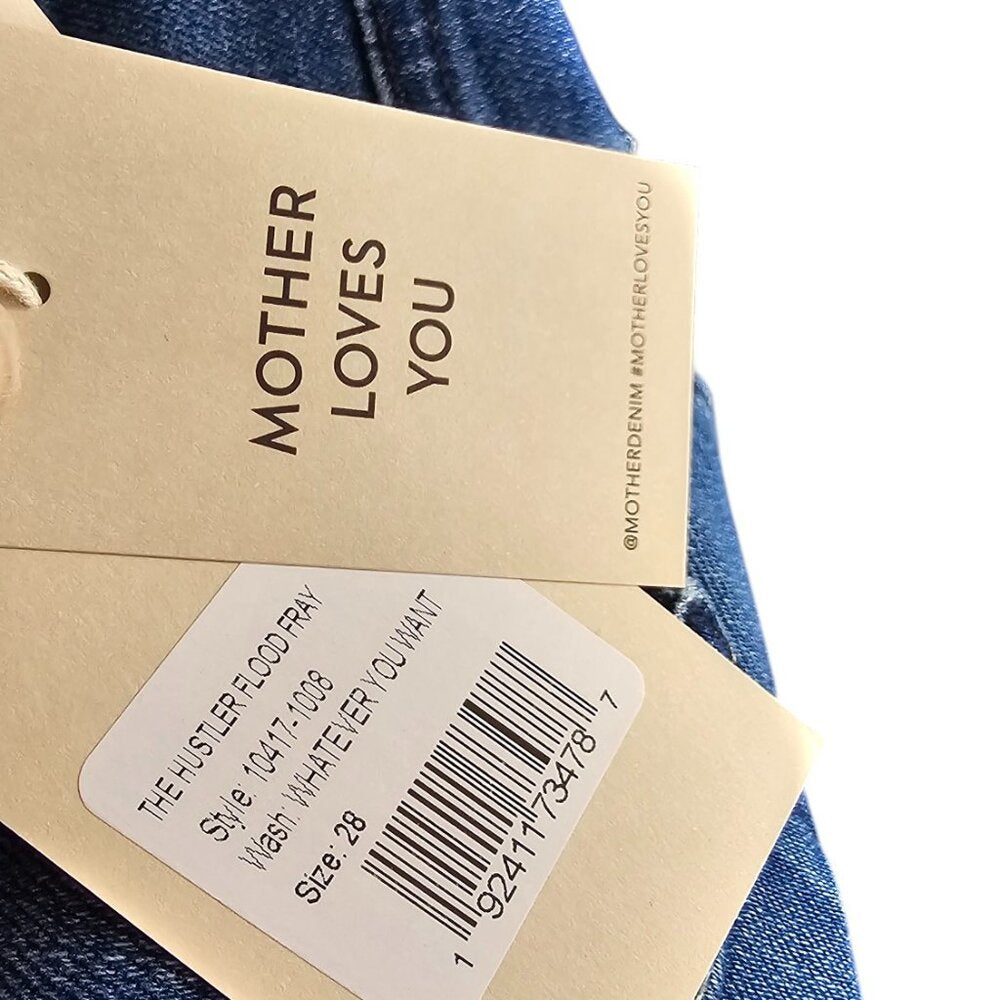 MOTHER
LOVES
YOU
@MOTHERDENIM #MOTHERLOVESYOU
THE HUSTLER FLOOD FRAY
Style: 10417-1008
Wash: WHATEVER YOU WANT
Size: 28
1 92411 73478 7